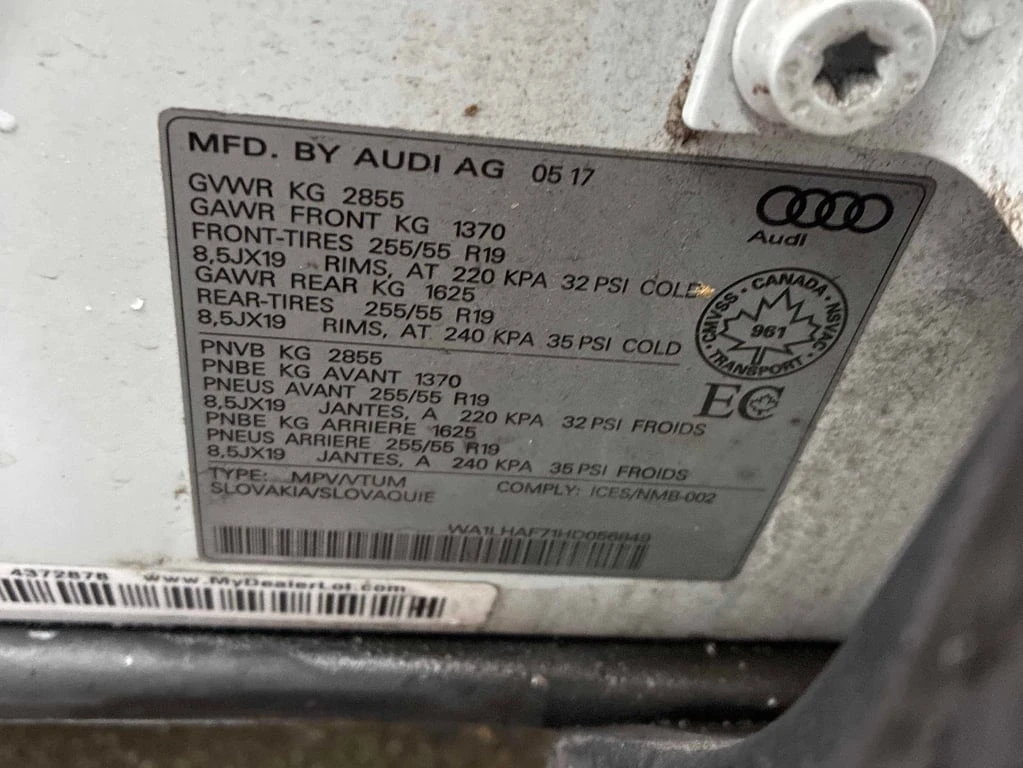 MFD. BY AUDI AG 05 17
GVWR KG 2855
GAWR FRONT KG 1370
FRONT-TIRES 255/55 R19
8,5JX19 RIMS, AT 220 KPA 32 PSI COLD
GAWR REAR KG 1625
REAR-TIRES 255/55 R19
8,5JX19 RIMS, AT 240 KPA 35 PSI COLD
Audi
CANADA · NSVAC · TRANSPORT · CMVSS ·
961
PNVB KG 2855
PNBE KG AVANT 1370
PNEUS AVANT 255/55 R19
8,5JX19 JANTES, A 220 KPA 32 PSI FROIDS
PNBE KG ARRIERE 1625
PNEUS ARRIERE 255/55 R19
8,5JX19 JANTES, A 240 KPA 35 PSI FROIDS
EC
TYPE: MPV/VTUM COMPLY: ICES/NMB-002
SLOVAKIA/SLOVAQUIE
WA1LHAF71HD056849
4372878 www.MyDealerLot.com